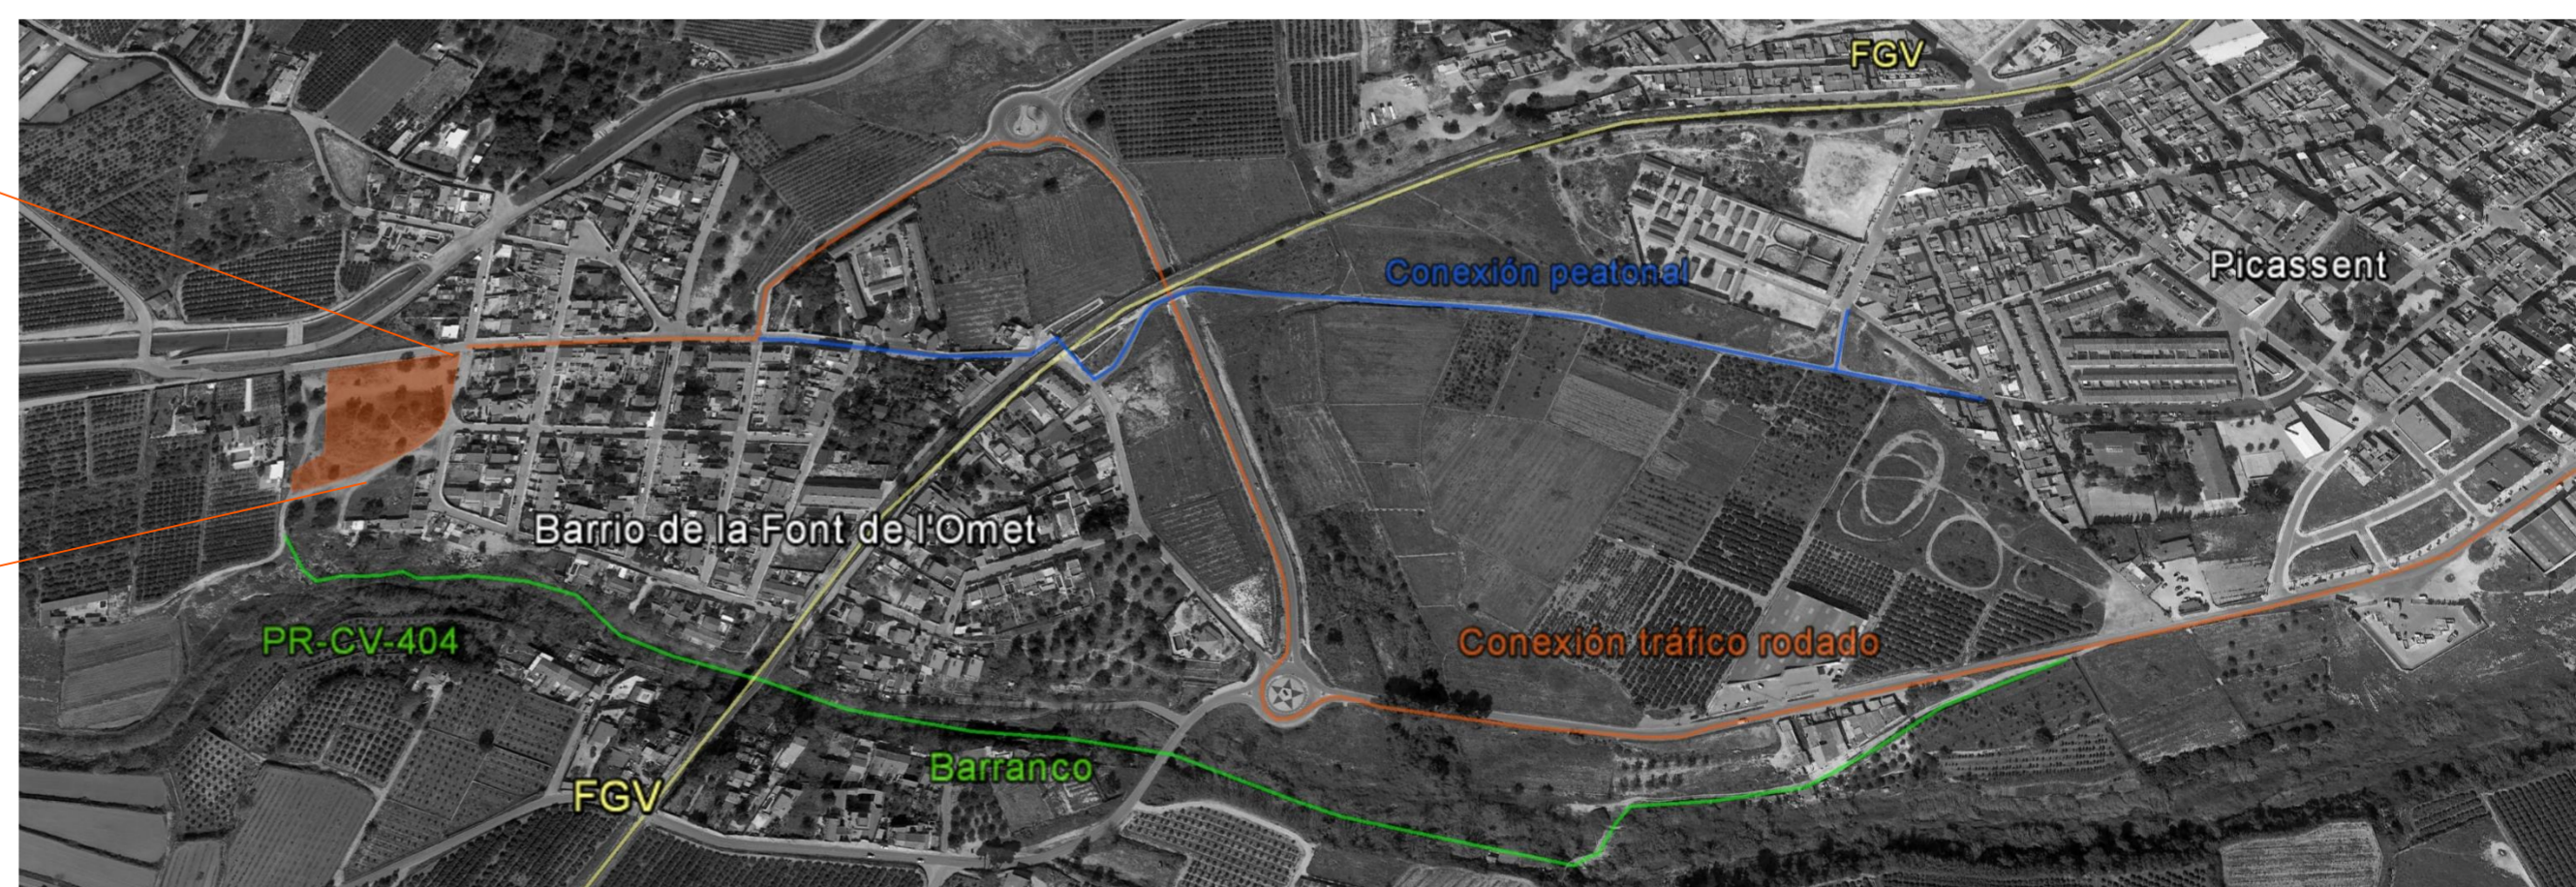 FGV
Picassent
Conexión peatonal
Barrio de la Font de l'Omet
PR-CV-404
Conexión tráfico rodado
Barranco
FGV